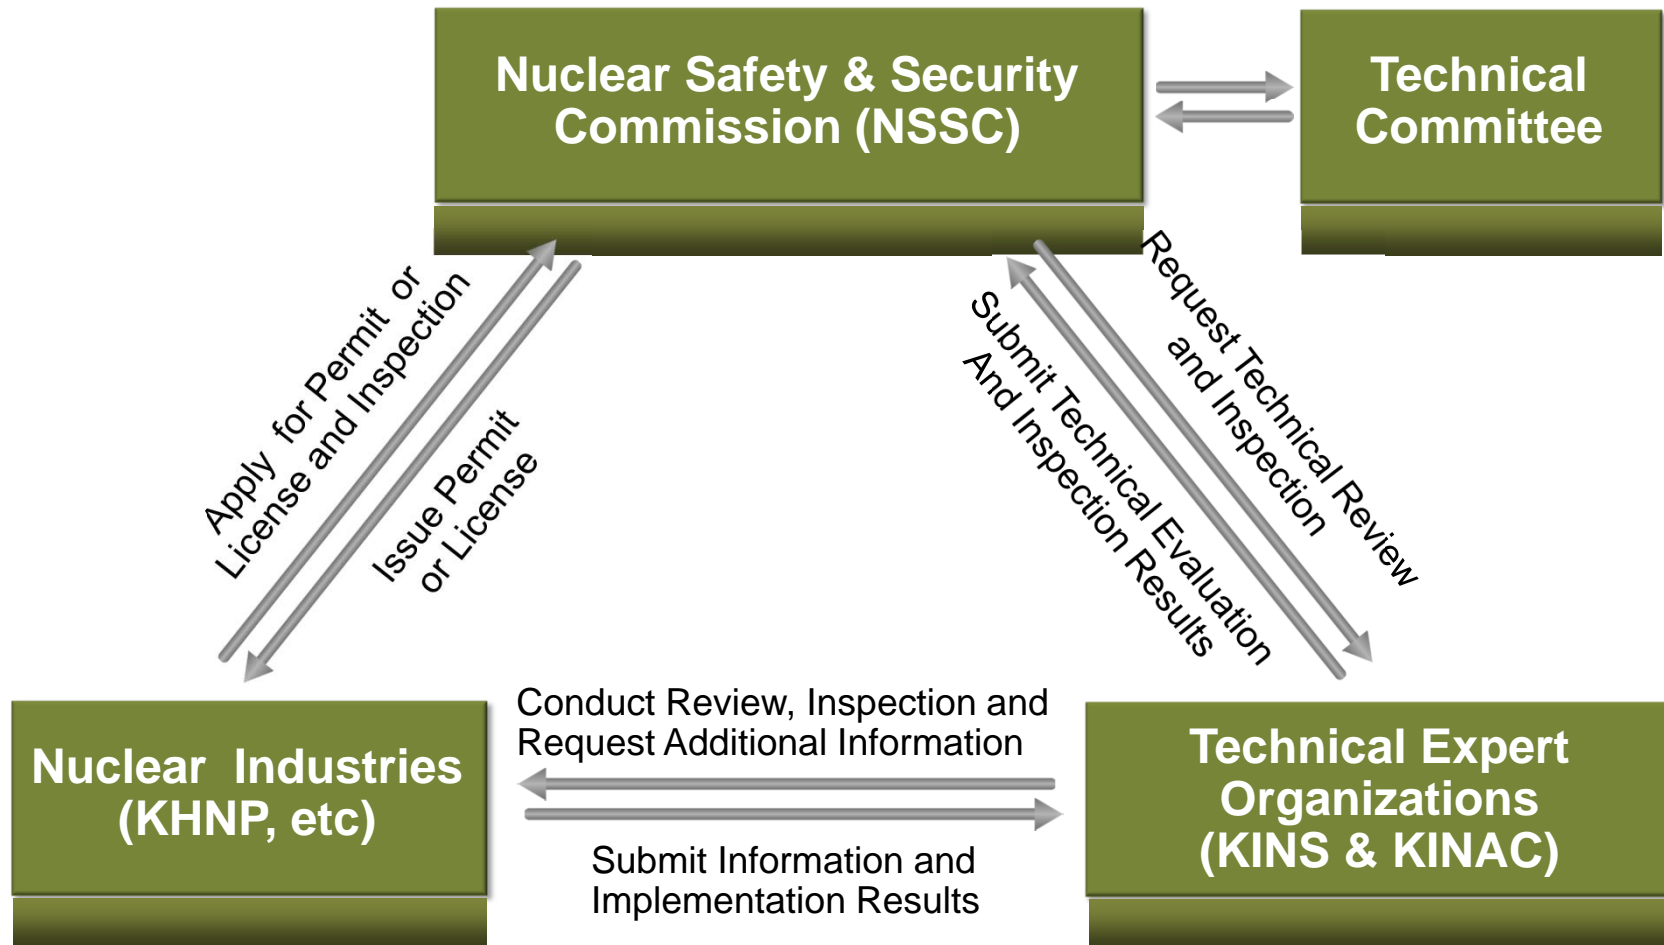 Nuclear Safety & Security
Commission (NSSC)
Technical
Committee
Apply for Permit or
License and Inspection
Issue Permit
or License
Submit Technical Evaluation
And Inspection Results
Request Technical Review
and Inspection
Nuclear Industries
(KHNP, etc)
Conduct Review, Inspection and
Request Additional Information
Submit Information and
Implementation Results
Technical Expert
Organizations
(KINS & KINAC)